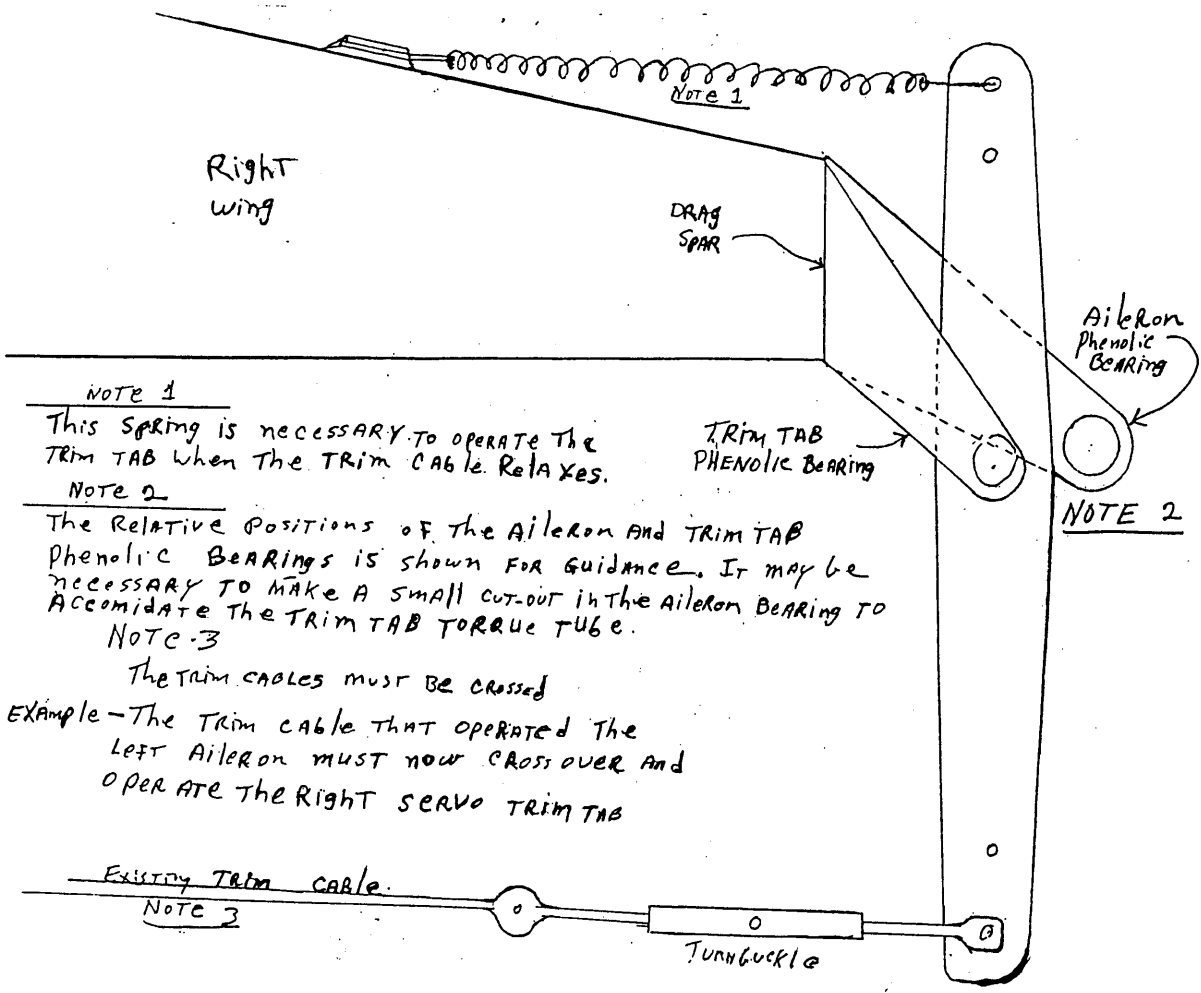 Note 1
Right
wing
DRAg
SPAR
Aileron
Phenolic
BeARing
TRim TAB
PHENOlic BeARing
NOTE 2
NOTe 1
This SpRing is necessARy To opeRATe The
TRim TAB when The TRim CAble RelAxes.
NoTe 2
The RelATive Positions of The AileRon And TRim TAB
Phenolic BeARings is shown FOR Guidance. IT mAy be
necessARy TO MAKe A smAll cuT-ouT in The AileRon BeARing TO
Accomidate The TRim TAB TORque Tube.
NOTe-3
The TRim CABLes must Be CROSSed
EXAmple - The TRim cAble THAT opeRATed The
LefT AileRon must now CROSS oveR And
OpeRATe The RighT seRvo TRim TAB
Existing TRim CABle.
NoTe 3
TuRnbuckle